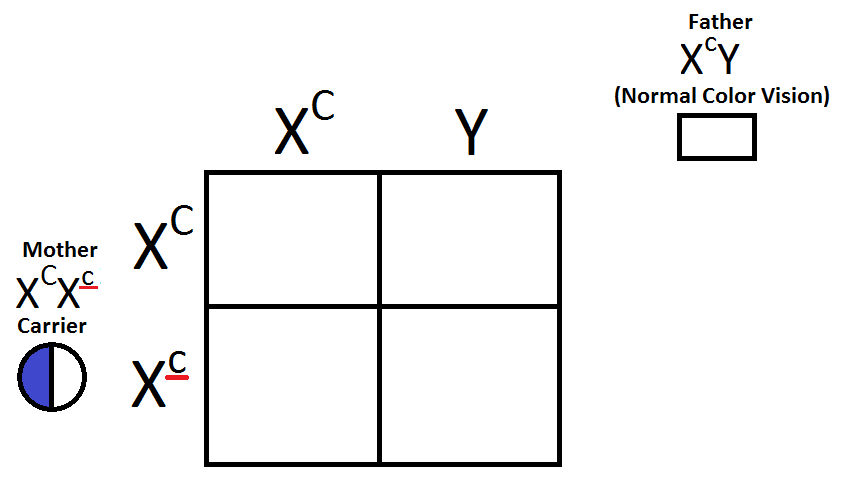 Father
XᶜY
(Normal Color Vision)
Xᶜ Y
Xᶜ
Mother
XᶜXᶜ
Carrier
Xᶜ